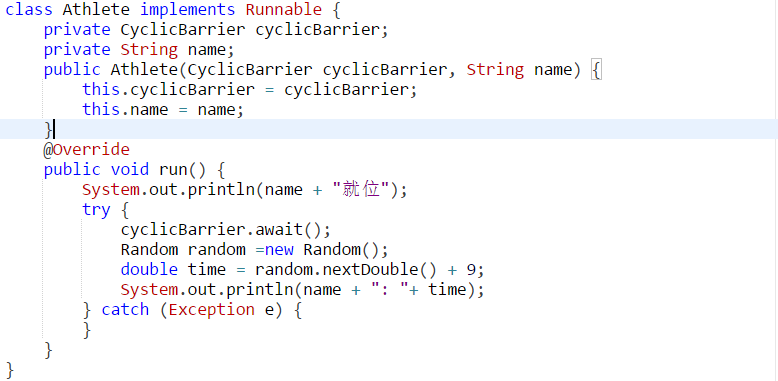 class Athlete implements Runnable {
    private CyclicBarrier cyclicBarrier;
    private String name;
    public Athlete(CyclicBarrier cyclicBarrier, String name) {
        this.cyclicBarrier = cyclicBarrier;
        this.name = name;
    }
    @Override
    public void run() {
        System.out.println(name + "就位");
        try {
            cyclicBarrier.await();
            Random random =new Random();
            double time = random.nextDouble() + 9;
            System.out.println(name + ": "+ time);
        } catch (Exception e) {
        }
    }
}